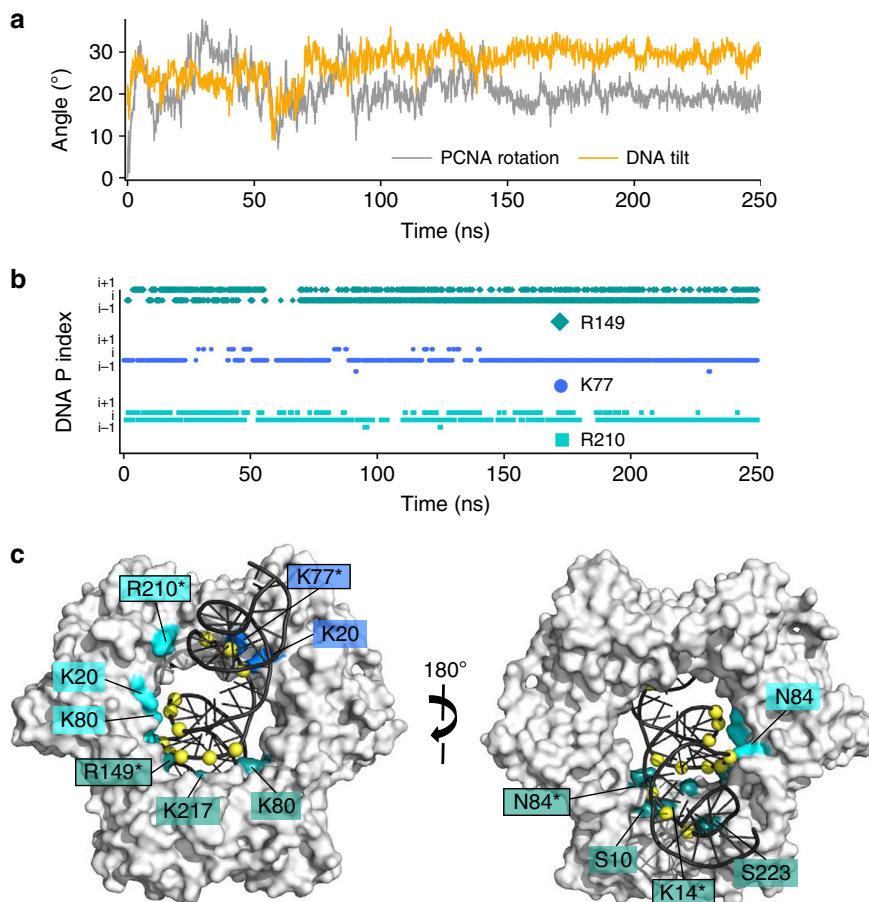 a
30
20
10
0
Angle (°)
PCNA rotation
DNA tilt
0
50
100
150
200
250
Time (ns)
b
i+1
i
i−1
R149
i+1
i
i−1
K77
i+1
i
i−1
R210
DNA P index
0
50
100
150
200
250
Time (ns)
c
R210*
K77*
K20
K20
K80
R149*
K217
K80
180°
N84
N84*
S10
K14*
S223